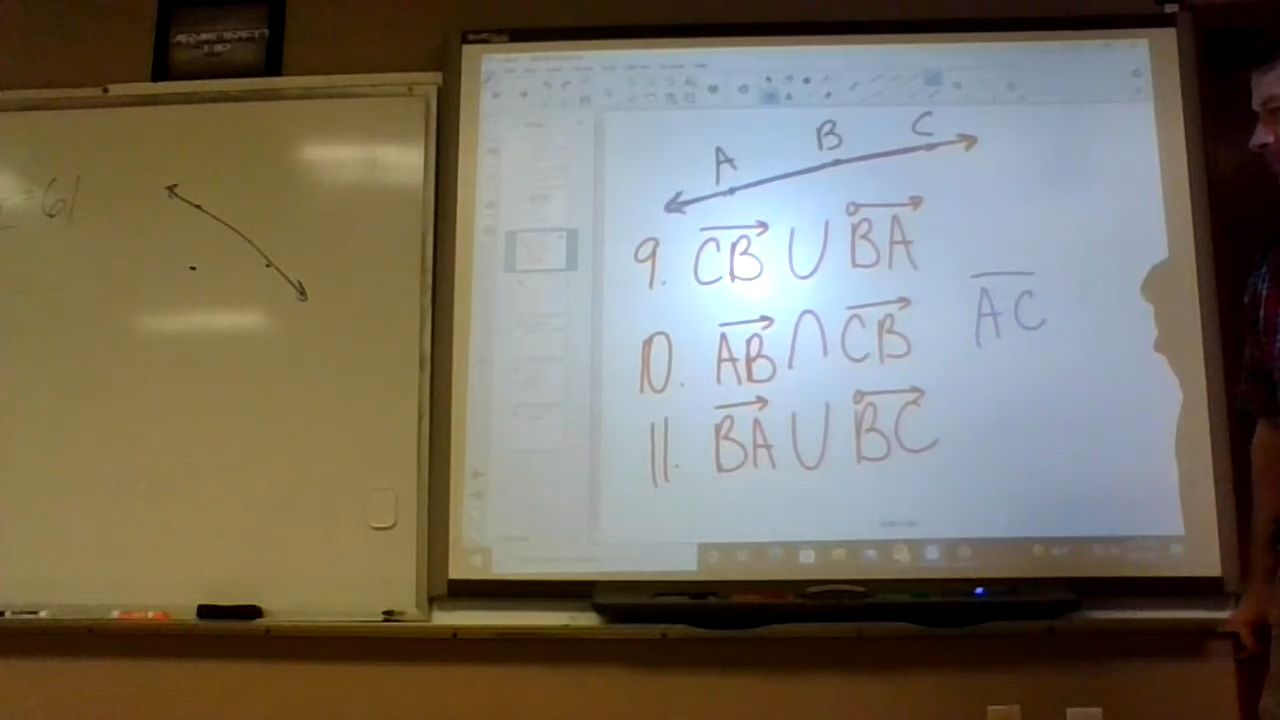 =61
A B C
9. CB ∪ BA
10. AB ∩ CB
AC
11. BA ∪ BC